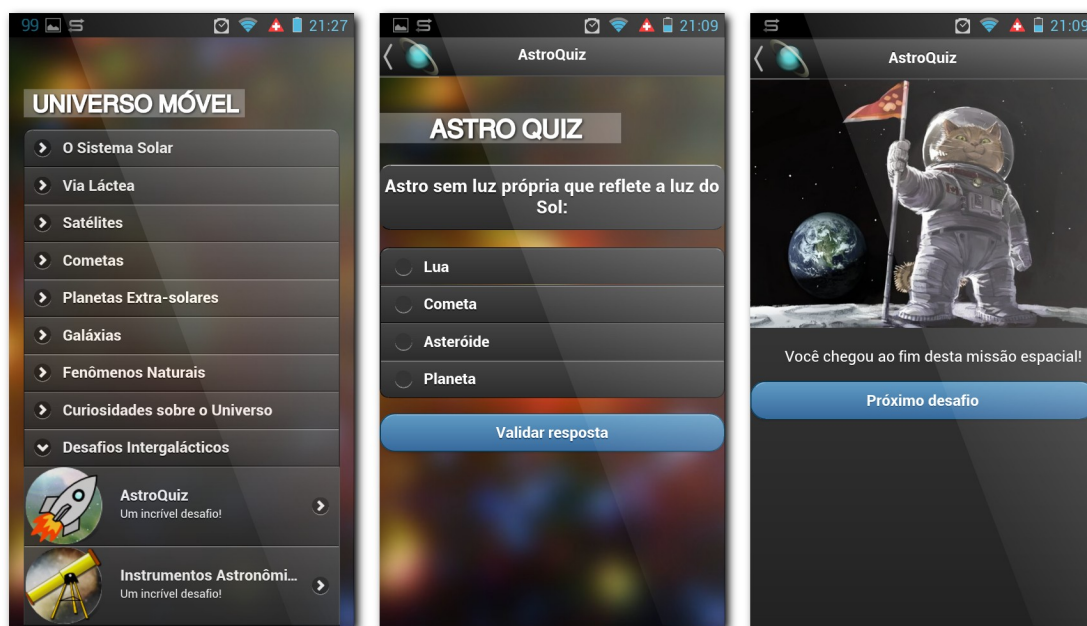 99 21:27
UNIVERSO MÓVEL
O Sistema Solar
Via Láctea
Satélites
Cometas
Planetas Extra-solares
Galáxias
Fenômenos Naturais
Curiosidades sobre o Universo
Desafios Intergalácticos
AstroQuiz
Um incrível desafio!
Instrumentos Astronômi...
Um incrível desafio!
21:09
AstroQuiz
ASTRO QUIZ
Astro sem luz própria que reflete a luz do
Sol:
Lua
Cometa
Asteróide
Planeta
Validar resposta
21:09
AstroQuiz
Você chegou ao fim desta missão espacial!
Próximo desafio